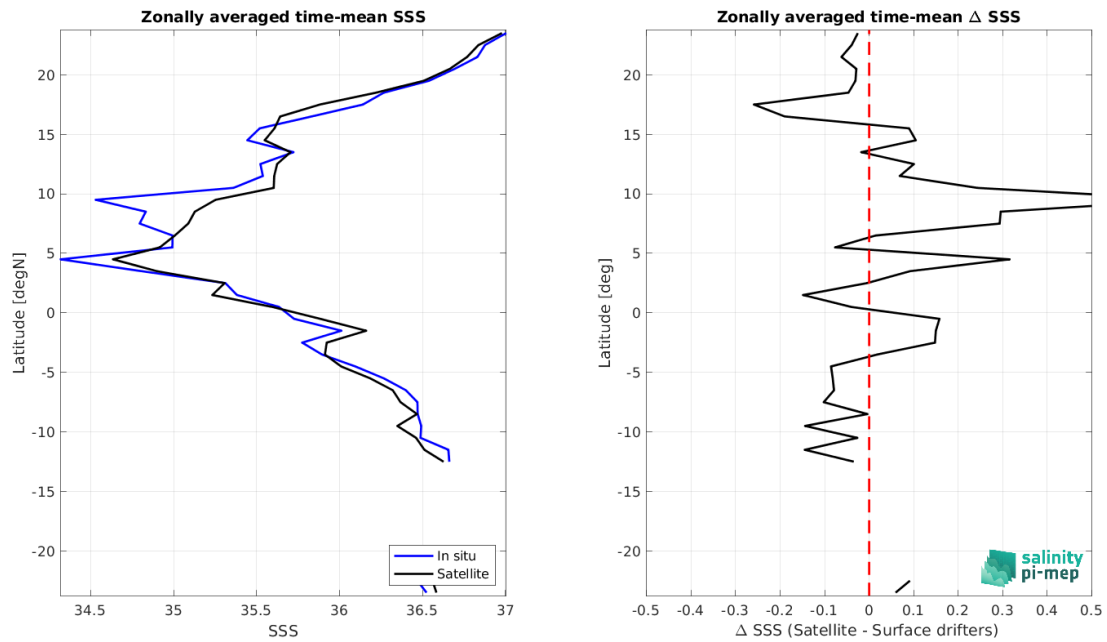 Zonally averaged time-mean SSS
20
15
10
5
0
-5
-10
-15
-20
Latitude [degN]
34.5 35 35.5 36 36.5 37
SSS
In situ
Satellite
Zonally averaged time-mean Δ SSS
20
15
10
5
0
-5
-10
-15
-20
Latitude [deg]
-0.5 -0.4 -0.3 -0.2 -0.1 0 0.1 0.2 0.3 0.4 0.5
Δ SSS (Satellite - Surface drifters)
salinity
pi-mep